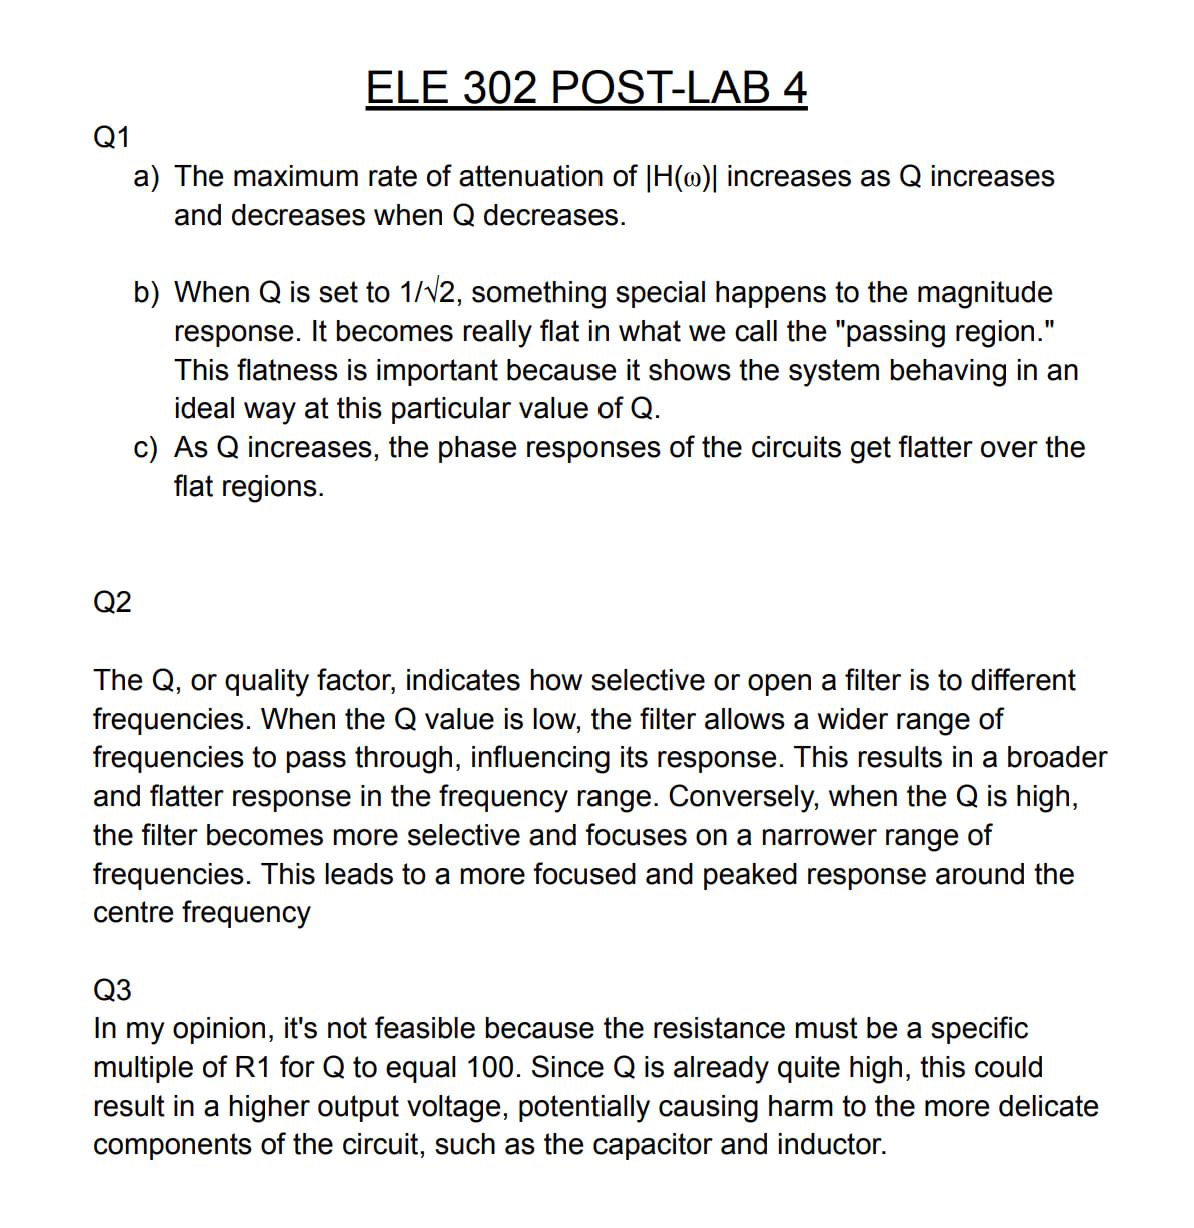 ELE 302 POST-LAB 4
Q1
a) The maximum rate of attenuation of |H(ω)| increases as Q increases
and decreases when Q decreases.
b) When Q is set to 1/√2, something special happens to the magnitude
response. It becomes really flat in what we call the "passing region."
This flatness is important because it shows the system behaving in an
ideal way at this particular value of Q.
c) As Q increases, the phase responses of the circuits get flatter over the
flat regions.
Q2
The Q, or quality factor, indicates how selective or open a filter is to different
frequencies. When the Q value is low, the filter allows a wider range of
frequencies to pass through, influencing its response. This results in a broader
and flatter response in the frequency range. Conversely, when the Q is high,
the filter becomes more selective and focuses on a narrower range of
frequencies. This leads to a more focused and peaked response around the
centre frequency
Q3
In my opinion, it's not feasible because the resistance must be a specific
multiple of R1 for Q to equal 100. Since Q is already quite high, this could
result in a higher output voltage, potentially causing harm to the more delicate
components of the circuit, such as the capacitor and inductor.